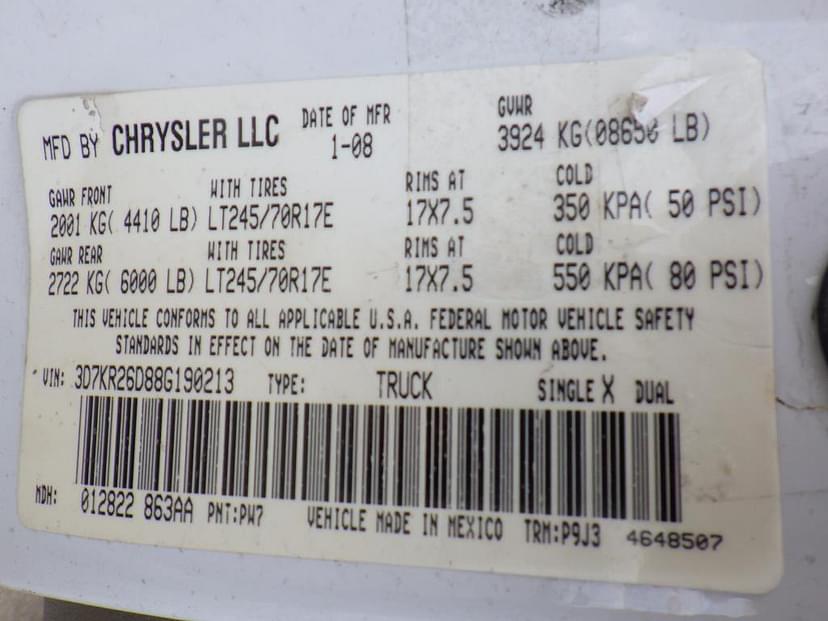 MFD BY CHRYSLER LLC DATE OF MFR 1-08 GVWR 3924 KG(08650 LB)
GAWR FRONT WITH TIRES RIMS AT COLD
2001 KG( 4410 LB) LT245/70R17E 17X7.5 350 KPA( 50 PSI)
GAWR REAR WITH TIRES RIMS AT COLD
2722 KG( 6000 LB) LT245/70R17E 17X7.5 550 KPA( 80 PSI)
THIS VEHICLE CONFORMS TO ALL APPLICABLE U.S.A. FEDERAL MOTOR VEHICLE SAFETY
STANDARDS IN EFFECT ON THE DATE OF MANUFACTURE SHOWN ABOVE.
VIN: 3D7KR26D88G190213 TYPE: TRUCK SINGLE X DUAL
MDH: 012822 863AA PNT:PW7 VEHICLE MADE IN MEXICO TRM:P9J3 4648507